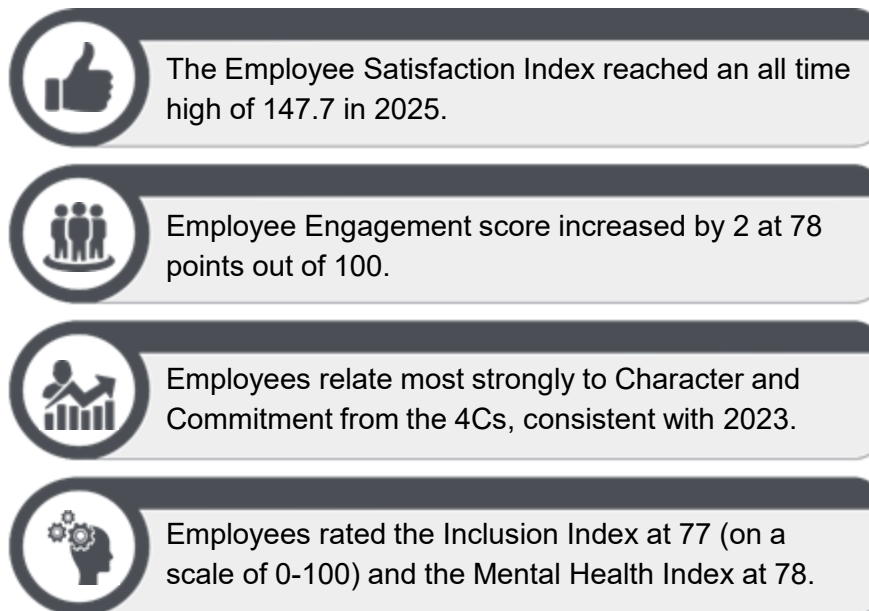 The Employee Satisfaction Index reached an all time
high of 147.7 in 2025.
Employee Engagement score increased by 2 at 78
points out of 100.
Employees relate most strongly to Character and
Commitment from the 4Cs, consistent with 2023.
Employees rated the Inclusion Index at 77 (on a
scale of 0-100) and the Mental Health Index at 78.